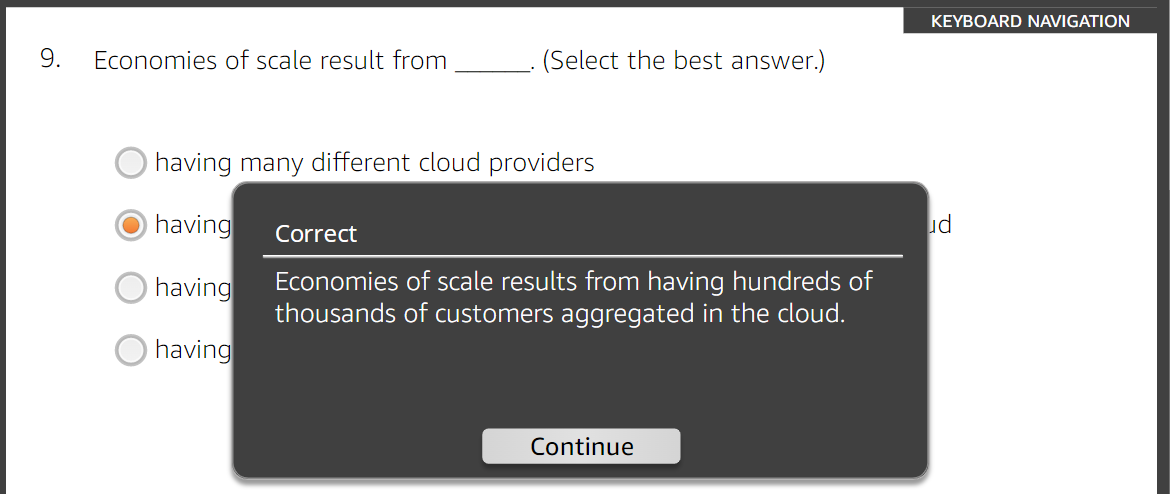 KEYBOARD NAVIGATION
9. Economies of scale result from ______. (Select the best answer.)
having many different cloud providers
having
Correct
Economies of scale results from having hundreds of
thousands of customers aggregated in the cloud.
having
having
Continue